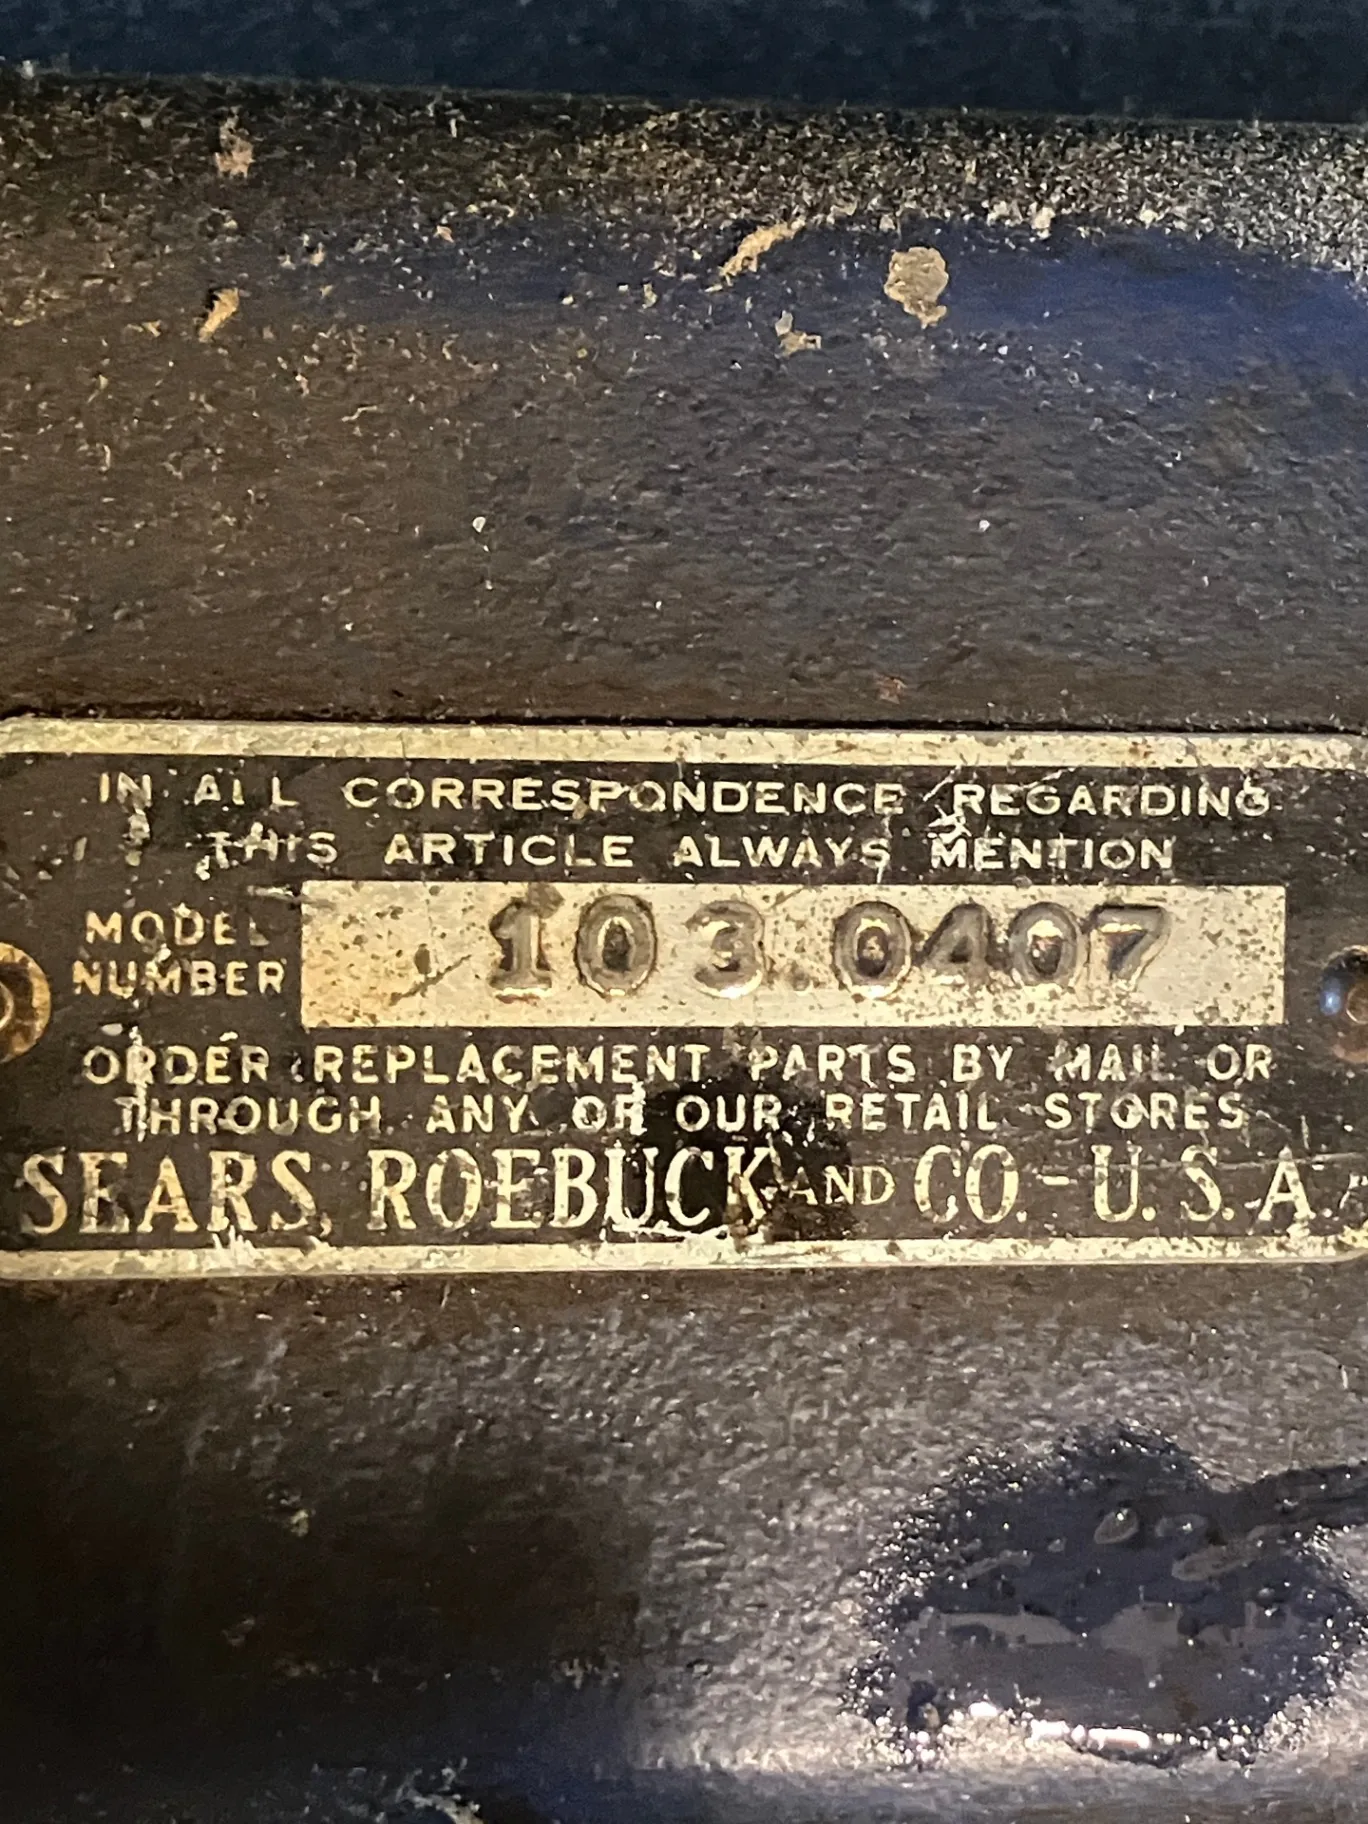 IN ALL CORRESPONDENCE REGARDING
THIS ARTICLE ALWAYS MENTION
MODEL NUMBER 103.0407
ORDER REPLACEMENT PARTS BY MAIL OR
THROUGH ANY OF OUR RETAIL STORES
SEARS, ROEBUCK AND CO. - U.S.A.